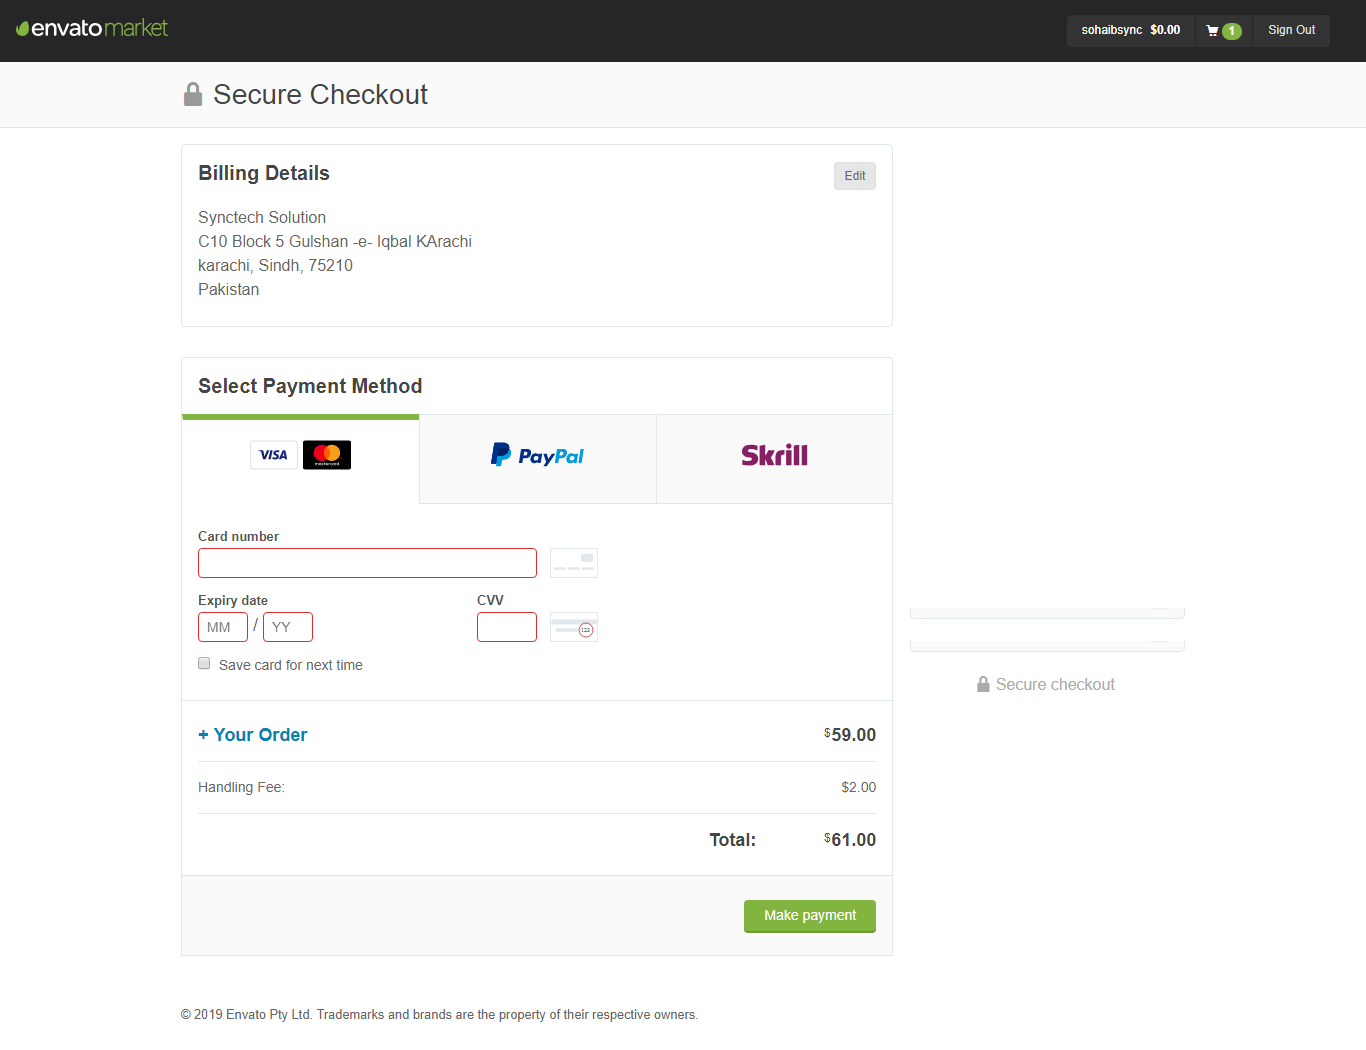 envato market
sohaibsync $0.00
1
Sign Out
Secure Checkout
Billing Details
Edit
Synctech Solution
C10 Block 5 Gulshan -e- Iqbal KArachi
karachi, Sindh, 75210
Pakistan
Select Payment Method
VISA
mastercard
PayPal
Skrill
Card number
Expiry date
CVV
MM / YY
123
Save card for next time
Secure checkout
+ Your Order
$59.00
Handling Fee:
$2.00
Total:
$61.00
Make payment
© 2019 Envato Pty Ltd. Trademarks and brands are the property of their respective owners.